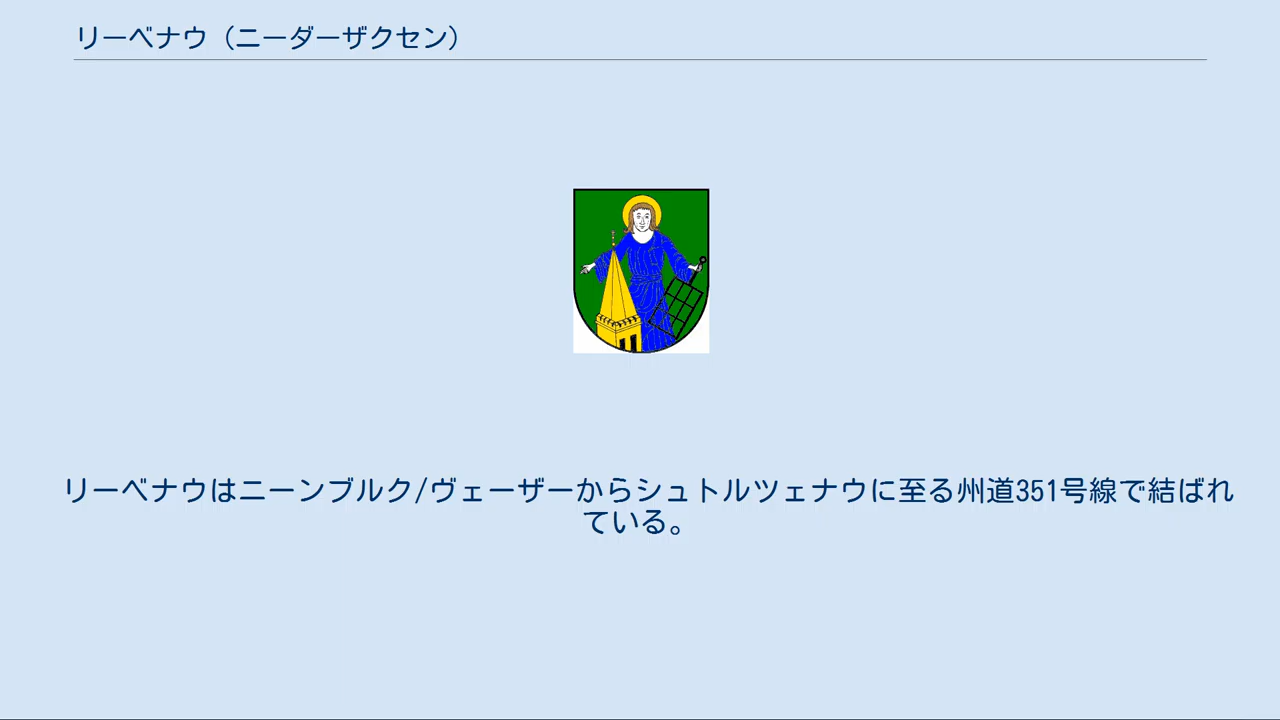 リーベナウ（ニーダーザクセン）
リーベナウはニーンブルク/ヴェーザーからシュトルツェナウに至る州道351号線で結ばれ
ている。